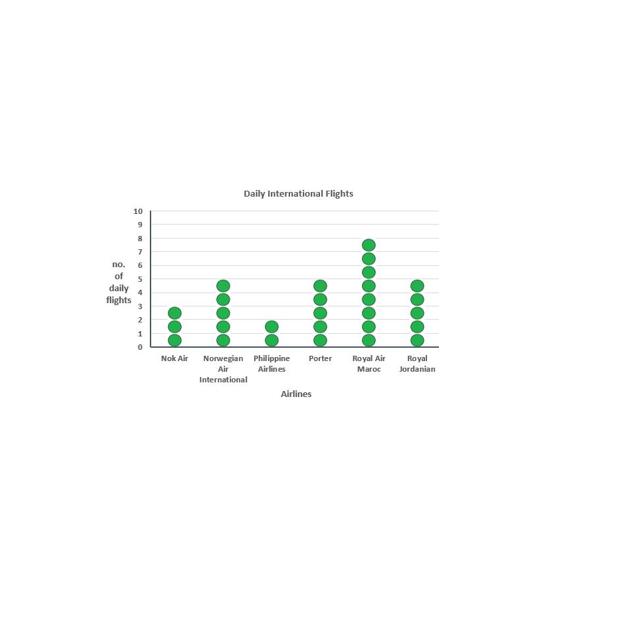 Daily International Flights
10
9
8
7
6
5
4
3
2
1
0
no.
of
daily
flights
Nok Air
Norwegian
Air
International
Philippine
Airlines
Porter
Royal Air
Maroc
Royal
Jordanian
Airlines